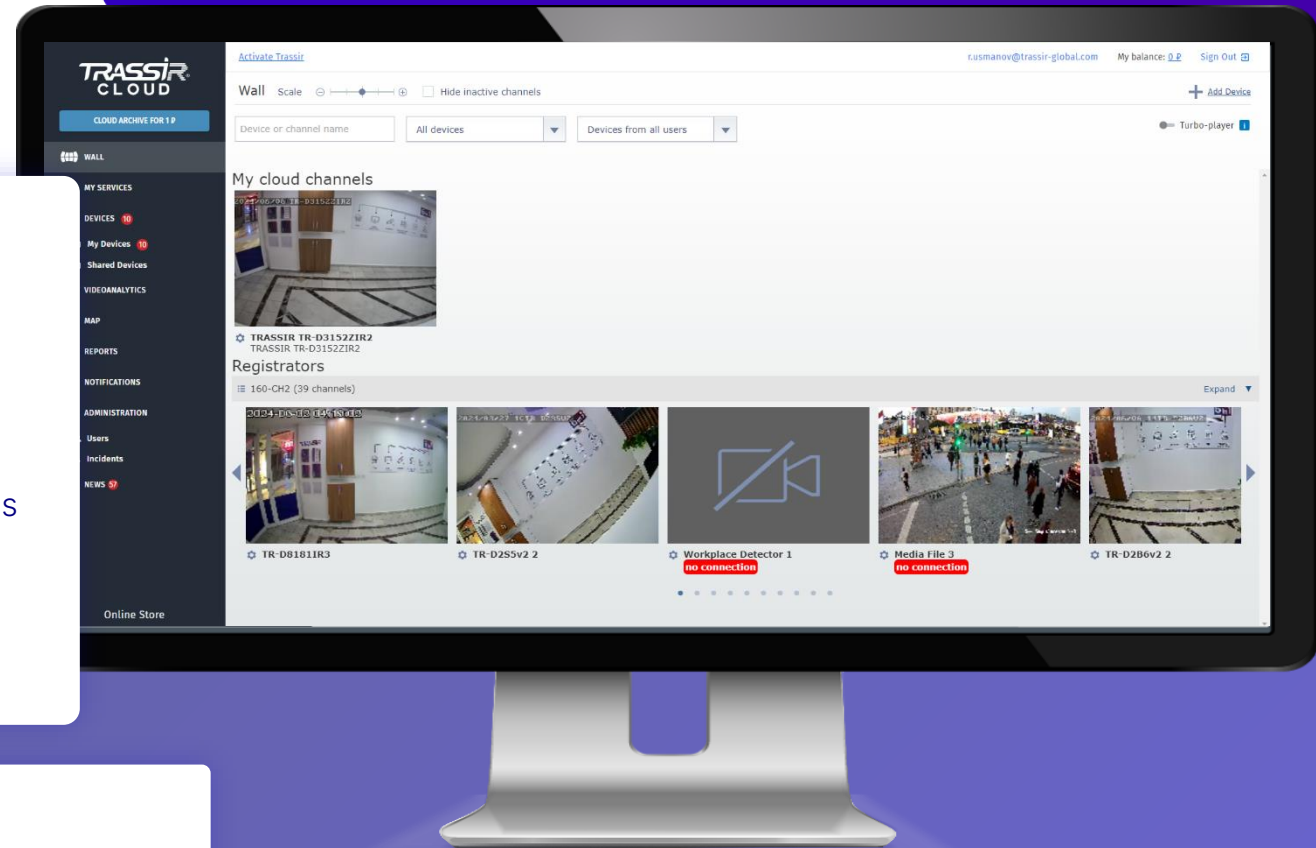 TRASSIR
CLOUD
CLOUD ARCHIVE FOR 1 ₽
WALL
MY SERVICES
DEVICES 10
My Devices 10
Shared Devices
VIDEOANALYTICS
MAP
REPORTS
NOTIFICATIONS
ADMINISTRATION
Users
Incidents
NEWS 57
Online Store
s
Activate Trassir
r.usmanov@trassir-global.com My balance: 0 ₽ Sign Out
Wall Scale Hide inactive channels
Add Device
Device or channel name All devices Devices from all users
Turbo-player i
My cloud channels
TRASSIR TR-D3152ZIR2
TRASSIR TR-D3152ZIR2
Registrators
160-CH2 (39 channels) Expand
TR-D8181IR3 TR-D2S5v2 2 Workplace Detector 1 Media File 3 TR-D2B6v2 2
no connection no connection